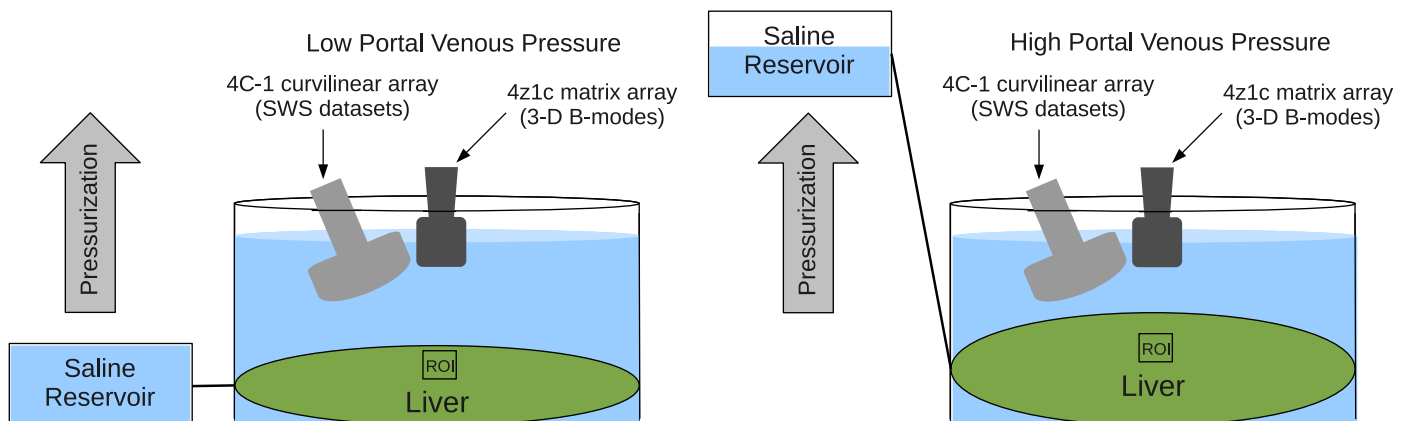 Low Portal Venous Pressure
4C-1 curvilinear array
(SWS datasets)
4z1c matrix array
(3-D B-modes)
Pressurization
Saline
Reservoir
ROI
Liver
Saline
Reservoir
High Portal Venous Pressure
4C-1 curvilinear array
(SWS datasets)
4z1c matrix array
(3-D B-modes)
Pressurization
ROI
Liver